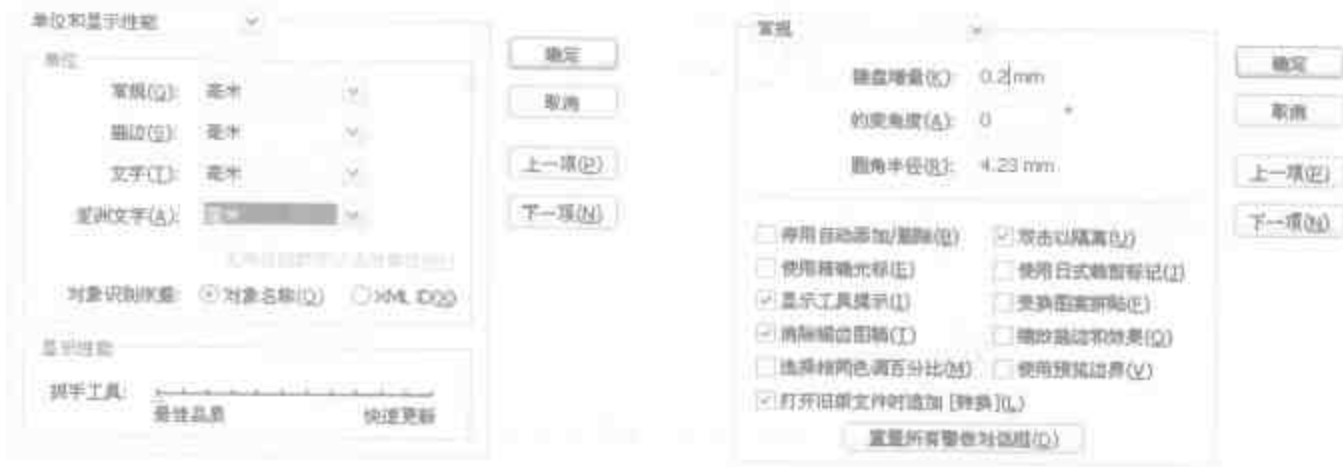 单位和显示性能
单位
常规(G): 毫米
描边(S): 毫米
文字(T): 毫米
亚洲文字(A): 毫米
对象识别依据: 对象名称(O) XML ID(X)
显示性能
抓手工具:
最佳品质 快速更新
确定
取消
上一项(P)
下一项(N)
常规
键盘增量(K): 0.2 mm
约束角度(A): 0 °
圆角半径(R): 4.23 mm
停用自动添加/删除(B) 双击以隔离(U)
使用精确光标(E) 使用日式裁剪标记(J)
显示工具提示(I) 变换图案拼贴(F)
消除锯齿图稿(T) 缩放描边和效果(O)
选择相同色调百分比(M) 使用预览边界(V)
打开旧版文件时追加 [转换](L)
重置所有警告对话框(D)
确定
取消
上一项(P)
下一项(N)